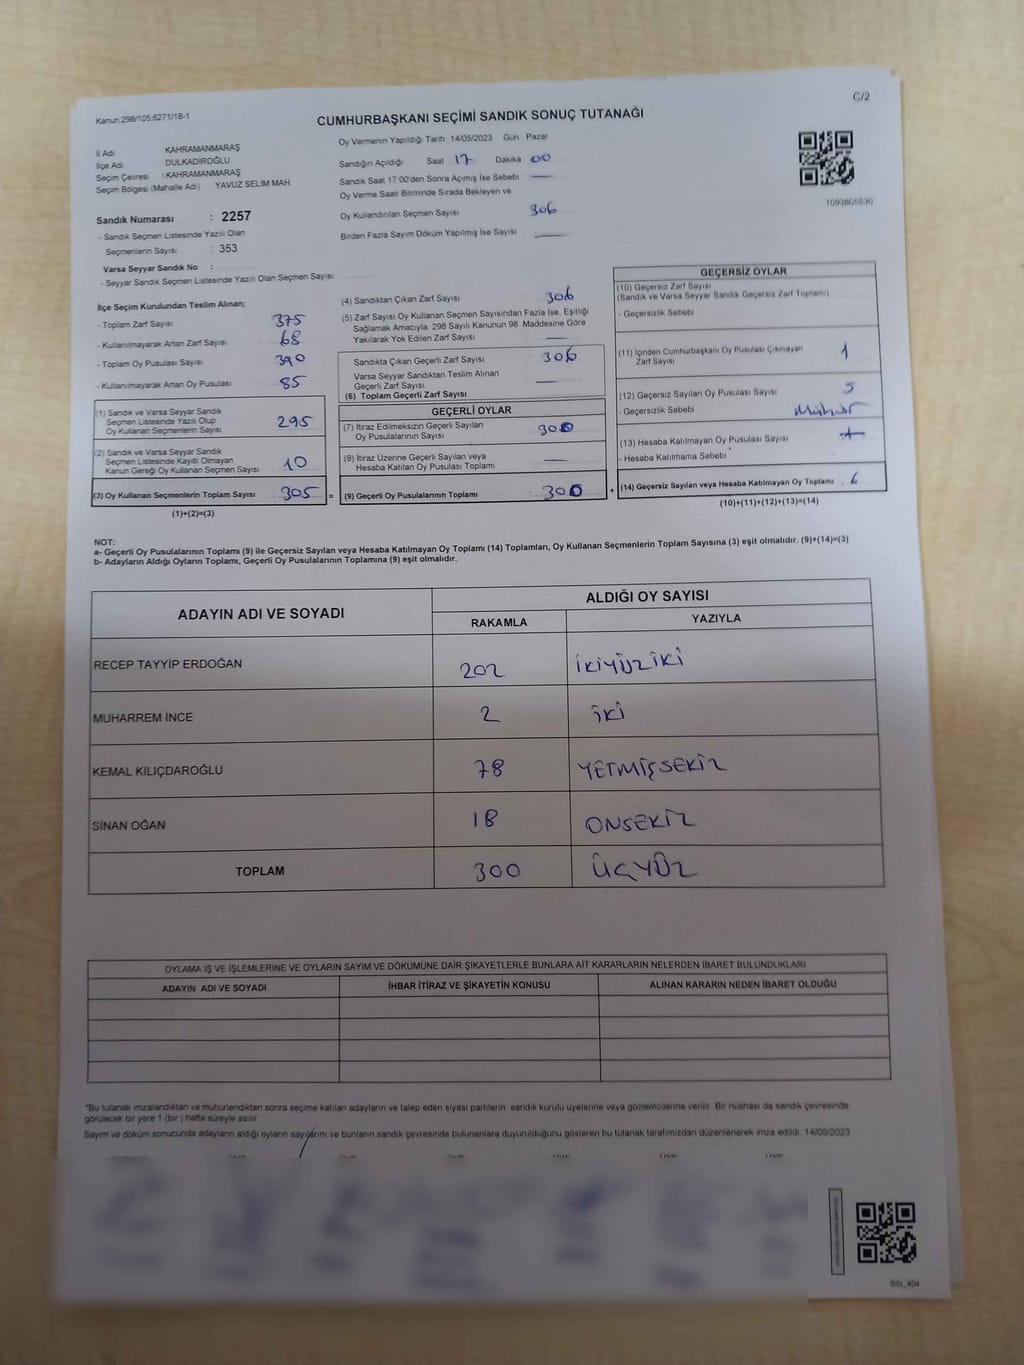 C/2
Kanun:298/105:6271/18-1
CUMHURBAŞKANI SEÇİMİ SANDIK SONUÇ TUTANAĞI
İl Adı KAHRAMANMARAŞ
İlçe Adı DULKADİROĞLU
Seçim Çevresi :KAHRAMANMARAŞ
Seçim Bölgesi (Mahalle Adı) YAVUZ SELİM MAH.
Sandık Numarası : 2257
- Sandık Seçmen Listesinde Yazılı Olan
Seçmenlerin Sayısı : 353
Varsa Seyyar Sandık No :
- Seyyar Sandık Seçmen Listesinde Yazılı Olan Seçmen Sayısı:
Oy Vermenin Yapıldığı Tarih 14/05/2023 Gün Pazar
Sandığın Açıldığı Saat 17 Dakika 00
Sandık Saat 17:00'den Sonra Açımış İse Sebebi —
Oy Verme Saati Bitiminde Sırada Bekleyen ve
Oy Kullandırılan Seçmen Sayısı 306
Birden Fazla Sayım Döküm Yapılmış İse Sayısı —
1093805530
İlçe Seçim Kurulundan Teslim Alınan;
- Toplam Zarf Sayısı 375
- Kullanılmayarak Artan Zarf Sayısı 68
- Toplam Oy Pusulası Sayısı 390
- Kullanılmayarak Artan Oy Pusulası 85
(1) Sandık ve Varsa Seyyar Sandık
Seçmen Listesinde Yazılı Olup
Oy Kullanan Seçmenlerin Sayısı 295
(2) Sandık ve Varsa Seyyar Sandık
Seçmen Listesinde Kayıtlı Olmayan
Kanun Gereği Oy Kullanan Seçmen Sayısı 10
(3) Oy Kullanan Seçmenlerin Toplam Sayısı 305 =
(1)+(2)=(3)
(4) Sandıktan Çıkan Zarf Sayısı 306
(5) Zarf Sayısı Oy Kullanan Seçmen Sayısından Fazla İse, Eşitliği
Sağlamak Amacıyla, 298 Sayılı Kanunun 98. Maddesine Göre
Yakılarak Yok Edilen Zarf Sayısı —
Sandıkta Çıkan Geçerli Zarf Sayısı 306
Varsa Seyyar Sandıktan Teslim Alınan
Geçerli Zarf Sayısı —
(6) Toplam Geçerli Zarf Sayısı
GEÇERLİ OYLAR
(7) İtiraz Edilmeksizin Geçerli Sayılan
Oy Pusulalarının Sayısı 300
(8) İtiraz Üzerine Geçerli Sayılan veya
Hesaba Katılan Oy Pusulası Toplamı —
(9) Geçerli Oy Pusulalarının Toplamı 300 +
GEÇERSİZ OYLAR
(10) Geçersiz Zarf Sayısı
(Sandık ve Varsa Seyyar Sandık Geçersiz Zarf Toplamı)
- Geçersizlik Sebebi
(11) İçinden Cumhurbaşkanı Oy Pusulası Çıkmayan
Zarf Sayısı 1
(12) Geçersiz Sayılan Oy Pusulası Sayısı 5
- Geçersizlik Sebebi Mühür
(13) Hesaba Katılmayan Oy Pusulası Sayısı
- Hesaba Katılmama Sebebi
(14) Geçersiz Sayılan veya Hesaba Katılmayan Oy Toplamı 6
(10)+(11)+(12)+(13)=(14)
NOT:
a- Geçerli Oy Pusulalarının Toplamı (9) ile Geçersiz Sayılan veya Hesaba Katılmayan Oy Toplamı (14) Toplamları, Oy Kullanan Seçmenlerin Toplam Sayısına (3) eşit olmalıdır. (9)+(14)=(3)
b- Adayların Aldığı Oyların Toplamı, Geçerli Oy Pusulalarının Toplamına (9) eşit olmalıdır.
ADAYIN ADI VE SOYADI ALDIĞI OY SAYISI
RAKAMLA YAZIYLA
RECEP TAYYİP ERDOĞAN 202 İKİYÜZİKİ
MUHARREM İNCE 2 İKİ
KEMAL KILIÇDAROĞLU 78 YETMİŞSEKİZ
SİNAN OĞAN 18 ONSEKİZ
TOPLAM 300 ÜÇYÜZ
OYLAMA İŞ VE İŞLEMLERİNE VE OYLARIN SAYIM VE DÖKÜMÜNE DAİR ŞİKAYETLERLE BUNLARA AİT KARARLARIN NELERDEN İBARET BULUNDUKLARI
ADAYIN ADI VE SOYADI İHBAR İTİRAZ VE ŞİKAYETİN KONUSU ALINAN KARARIN NEDEN İBARET OLDUĞU
"Bu tutanak imzalandıktan ve mühürlendikten sonra seçime katılan adayların ve talep eden siyasi partilerin sandık kurulu üyelerine veya gözlemcilerine verilir. Bir nüshası da sandık çevresinde
görülecek bir yere 1 (bir ) hafta süreyle asılır
Sayım ve döküm sonucunda adayların aldığı oyların sayılarını ve bunların sandık çevresinde bulunanlara duyurulduğunu gösteren bu tutanak tarafımızdan düzenlenerek imza edildi. 14/05/2023
BSI_404